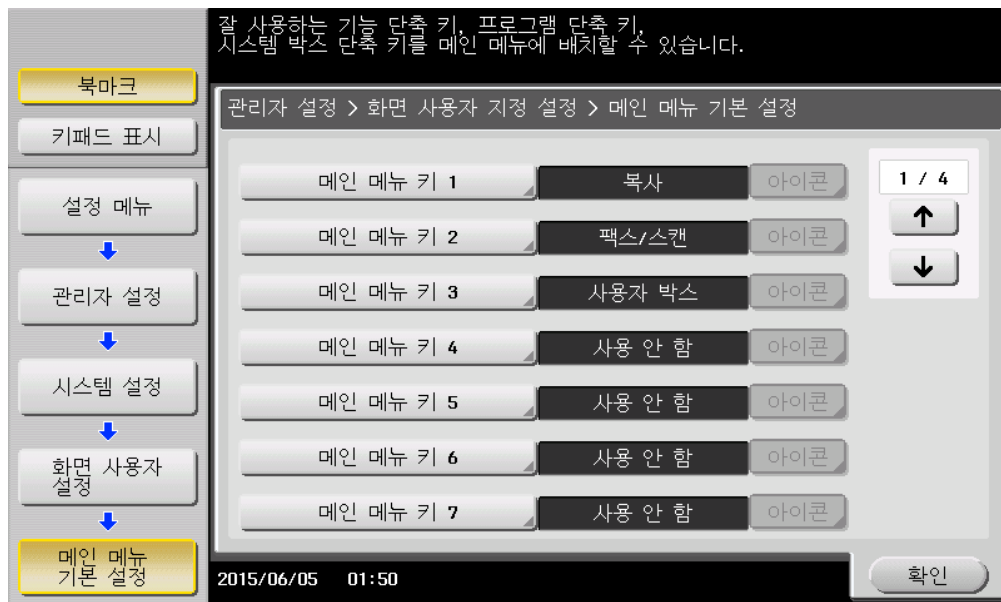 잘 사용하는 기능 단축 키, 프로그램 단축 키,
시스템 박스 단축 키를 메인 메뉴에 배치할 수 있습니다.
북마크
키패드 표시
설정 메뉴
관리자 설정
시스템 설정
화면 사용자
설정
메인 메뉴
기본 설정
관리자 설정 > 화면 사용자 지정 설정 > 메인 메뉴 기본 설정
메인 메뉴 키 1 복사 아이콘
메인 메뉴 키 2 팩스/스캔 아이콘
메인 메뉴 키 3 사용자 박스 아이콘
메인 메뉴 키 4 사용 안 함 아이콘
메인 메뉴 키 5 사용 안 함 아이콘
메인 메뉴 키 6 사용 안 함 아이콘
메인 메뉴 키 7 사용 안 함 아이콘
1 / 4
2015/06/05 01:50
확인